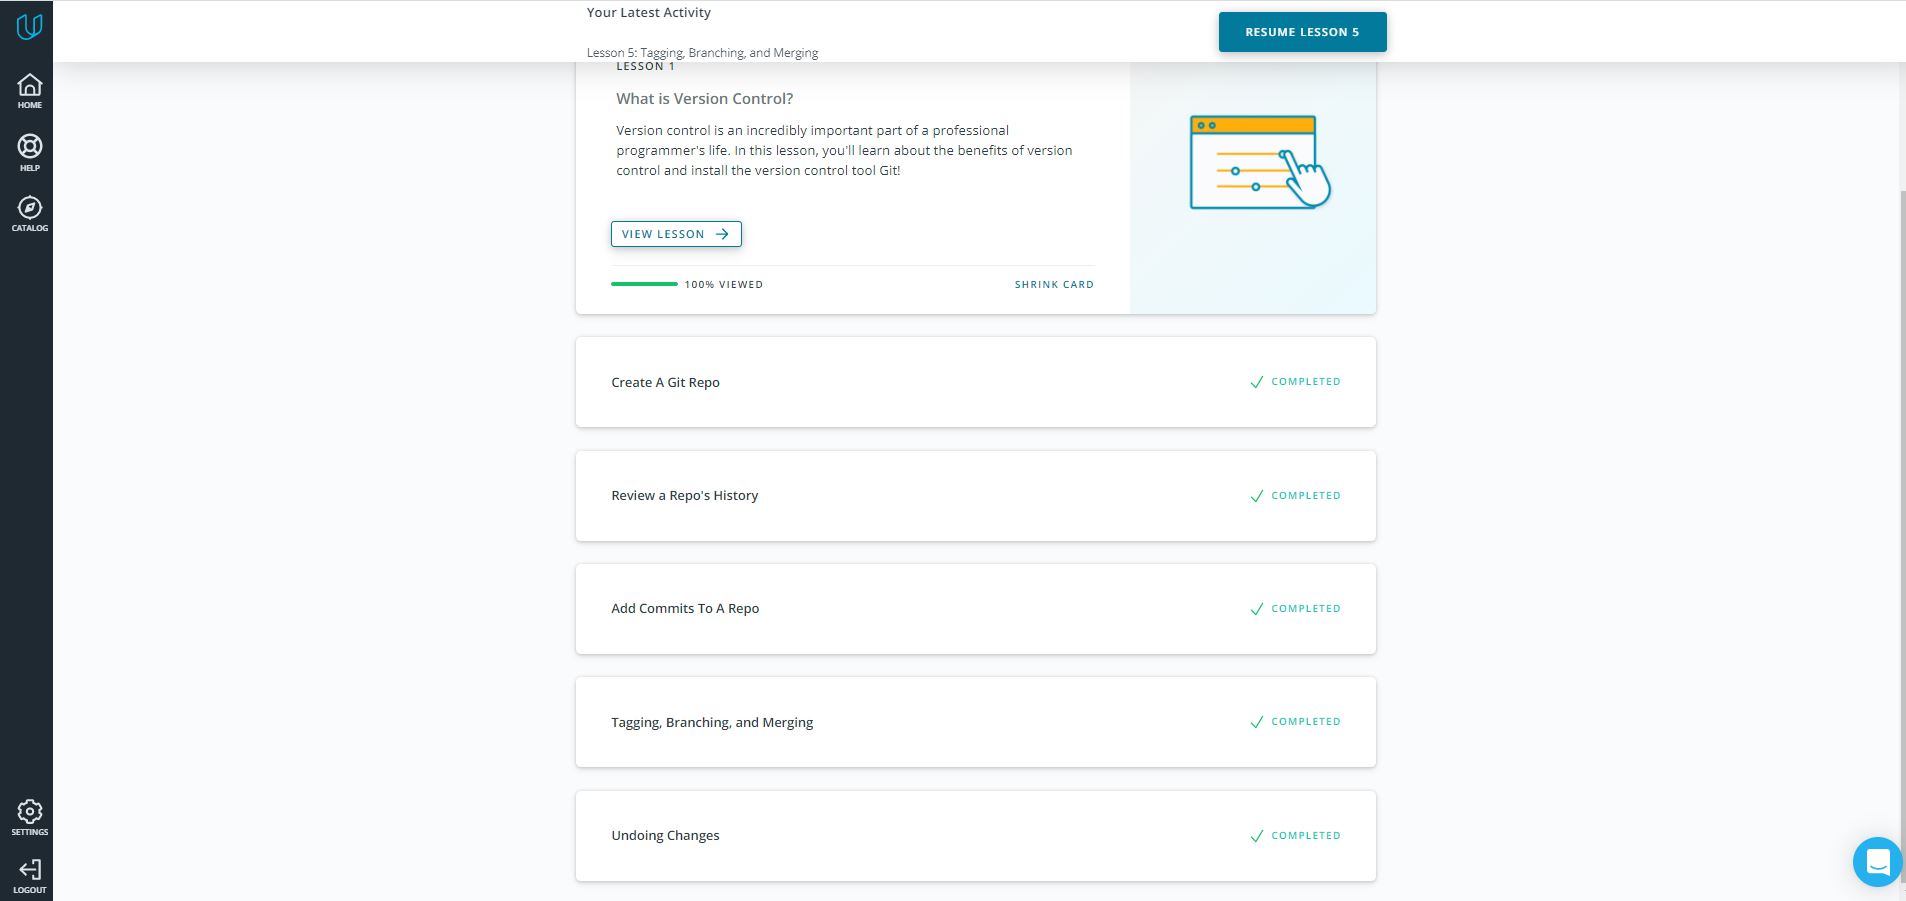 Your Latest Activity
Lesson 5: Tagging, Branching, and Merging
RESUME LESSON 5
HOME
HELP
CATALOG
SETTINGS
LOGOUT
LESSON 1
What is Version Control?
Version control is an incredibly important part of a professional
programmer's life. In this lesson, you'll learn about the benefits of version
control and install the version control tool Git!
VIEW LESSON
100% VIEWED
SHRINK CARD
Create A Git Repo
COMPLETED
Review a Repo's History
COMPLETED
Add Commits To A Repo
COMPLETED
Tagging, Branching, and Merging
COMPLETED
Undoing Changes
COMPLETED